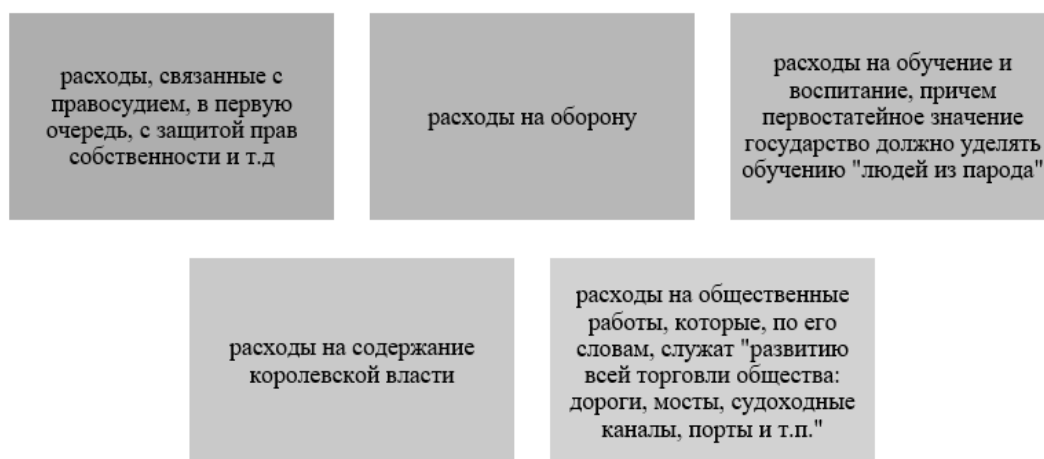 расходы, связанные с
правосудием, в первую
очередь, с защитой прав
собственности и т.д
расходы на оборону
расходы на обучение и
воспитание, причем
первостатейное значение
государство должно уделять
обучению "людей из парода"
расходы на содержание
королевской власти
расходы на общественные
работы, которые, по его
словам, служат "развитию
всей торговли общества:
дороги, мосты, судоходные
каналы, порты и т.п."